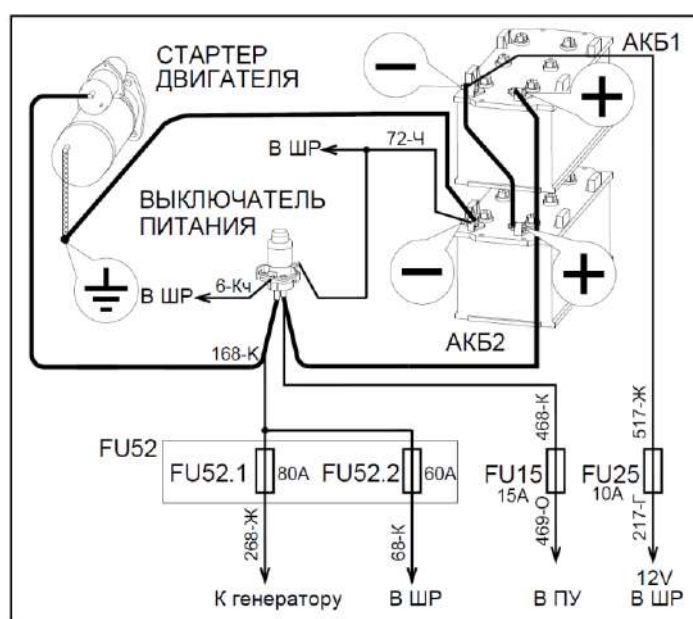 СТАРТЕР
ДВИГАТЕЛЯ
АКБ1
−
+
В ШР
72-Ч
ВЫКЛЮЧАТЕЛЬ
ПИТАНИЯ
6-Кч
В ШР
−
+
168-К
АКБ2
468-К
517-Ж
FU52
FU52.1
80А
FU52.2
60А
FU15
15А
FU25
10А
268-Ж
68-К
469-О
217-Г
К генератору
В ШР
В ПУ
12V
В ШР